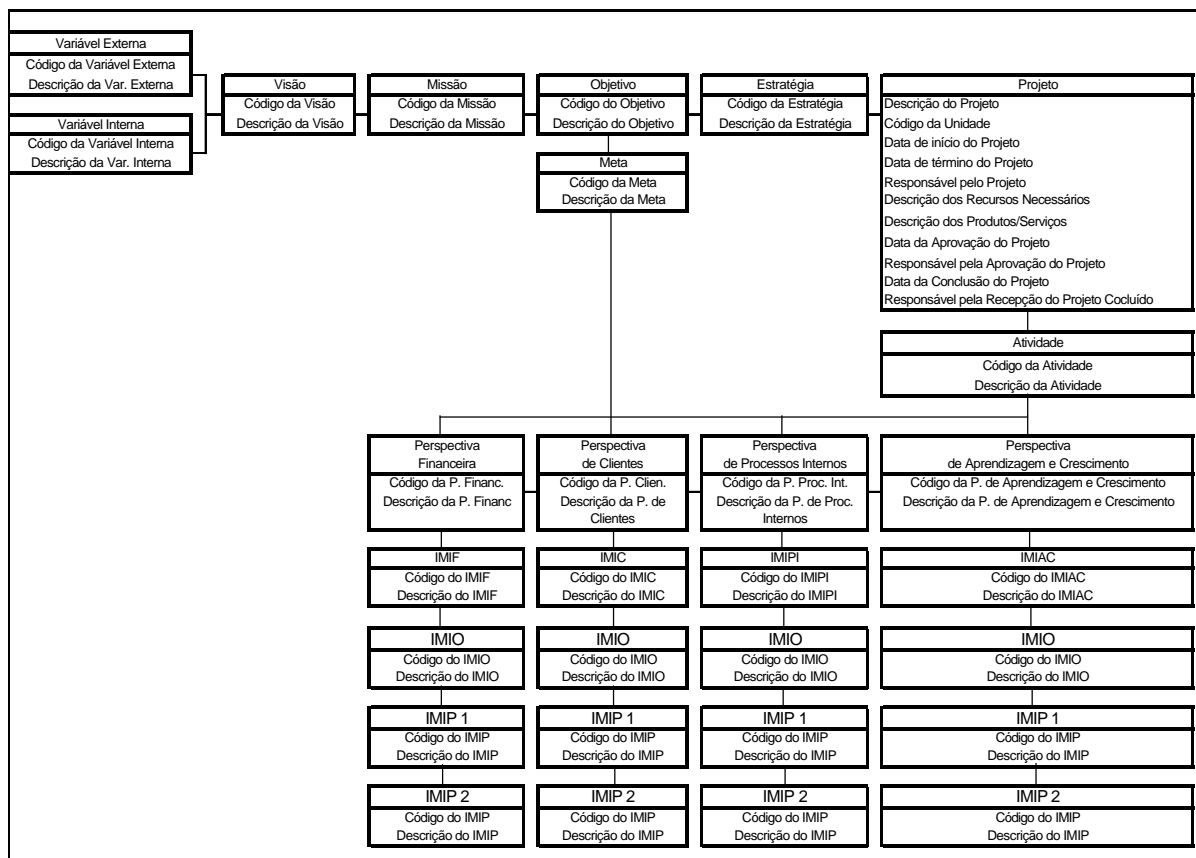 Variável Externa
Código da Variável Externa
Descrição da Var. Externa
Variável Interna
Código da Variável Interna
Descrição da Var. Interna
Visão
Código da Visão
Descrição da Visão
Missão
Código da Missão
Descrição da Missão
Objetivo
Código do Objetivo
Descrição do Objetivo
Estratégia
Código da Estratégia
Descrição da Estratégia
Projeto
Descrição do Projeto
Código da Unidade
Data de início do Projeto
Data de término do Projeto
Responsável pelo Projeto
Descrição dos Recursos Necessários
Descrição dos Produtos/Serviços
Data da Aprovação do Projeto
Responsável pela Aprovação do Projeto
Data da Conclusão do Projeto
Responsável pela Recepção do Projeto Cocluído
Meta
Código da Meta
Descrição da Meta
Atividade
Código da Atividade
Descrição da Atividade
Perspectiva
Financeira
Código da P. Financ.
Descrição da P. Financ
Perspectiva
de Clientes
Código da P. Clien.
Descrição da P. de
Clientes
Perspectiva
de Processos Internos
Código da P. Proc. Int.
Descrição da P. de Proc.
Internos
Perspectiva
de Aprendizagem e Crescimento
Código da P. de Aprendizagem e Crescimento
Descrição da P. de Aprendizagem e Crescimento
IMIF
Código do IMIF
Descrição do IMIF
IMIC
Código do IMIC
Descrição do IMIC
IMIPI
Código do IMIPI
Descrição do IMIPI
IMIAC
Código do IMIAC
Descrição do IMIAC
IMIO
Código do IMIO
Descrição do IMIO
IMIO
Código do IMIO
Descrição do IMIO
IMIO
Código do IMIO
Descrição do IMIO
IMIO
Código do IMIO
Descrição do IMIO
IMIP 1
Código do IMIP
Descrição do IMIP
IMIP 1
Código do IMIP
Descrição do IMIP
IMIP 1
Código do IMIP
Descrição do IMIP
IMIP 1
Código do IMIP
Descrição do IMIP
IMIP 2
Código do IMIP
Descrição do IMIP
IMIP 2
Código do IMIP
Descrição do IMIP
IMIP 2
Código do IMIP
Descrição do IMIP
IMIP 2
Código do IMIP
Descrição do IMIP